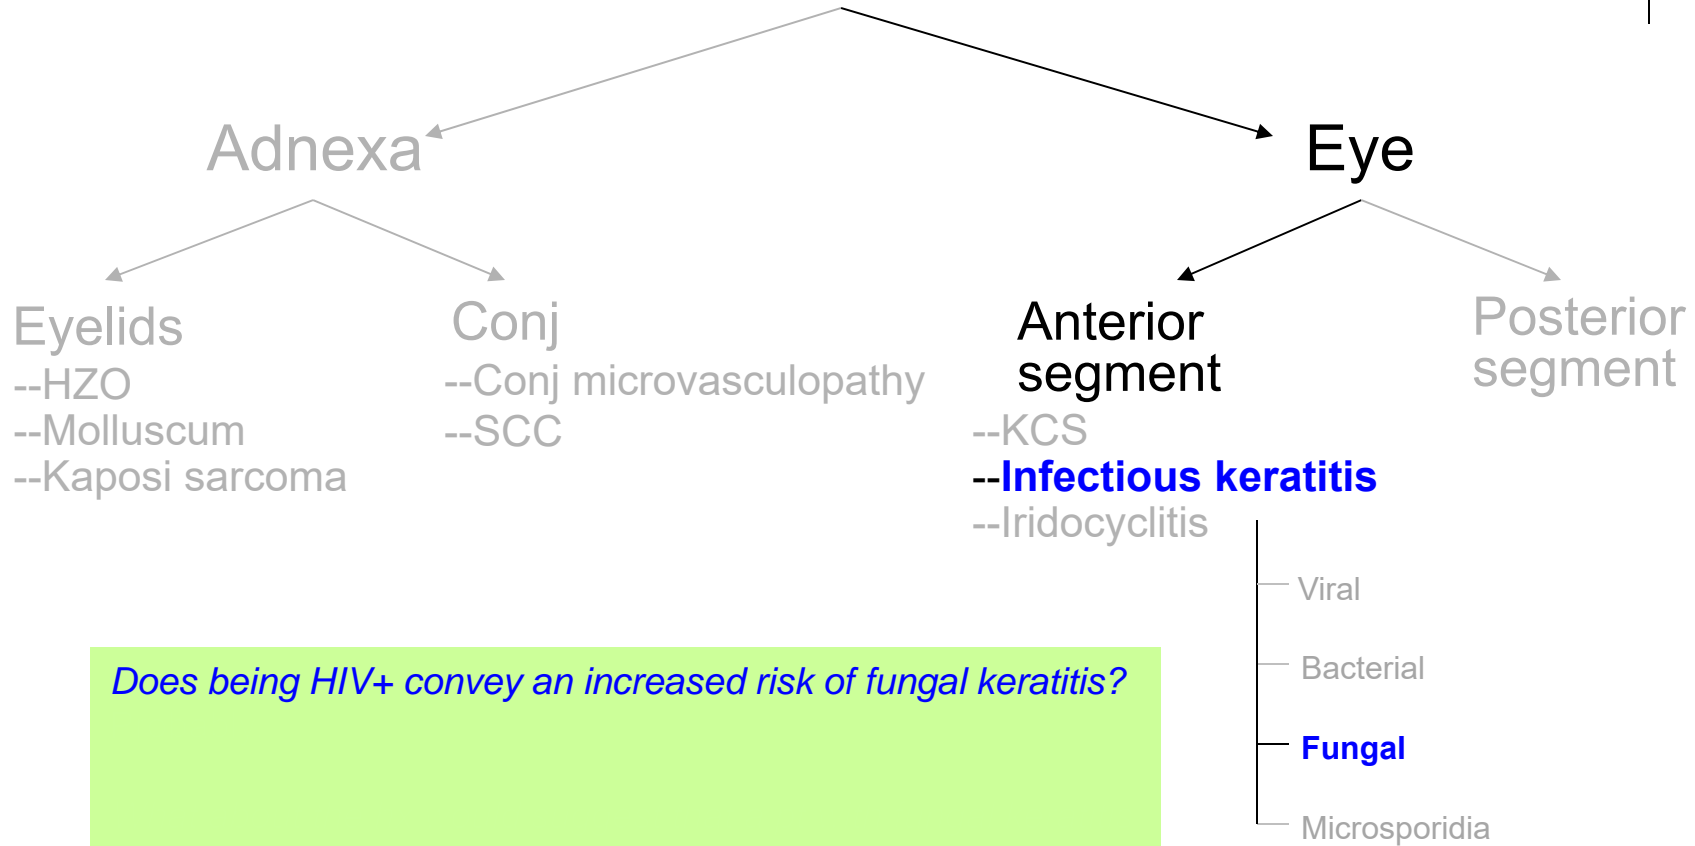 Adnexa
Eye
Eyelids
--HZO
--Molluscum
--Kaposi sarcoma
Conj
--Conj microvasculopathy
--SCC
Anterior
segment
--KCS
--Infectious keratitis
--Iridocyclitis
Posterior
segment
Viral
Bacterial
Fungal
Microsporidia
Does being HIV+ convey an increased risk of fungal keratitis?